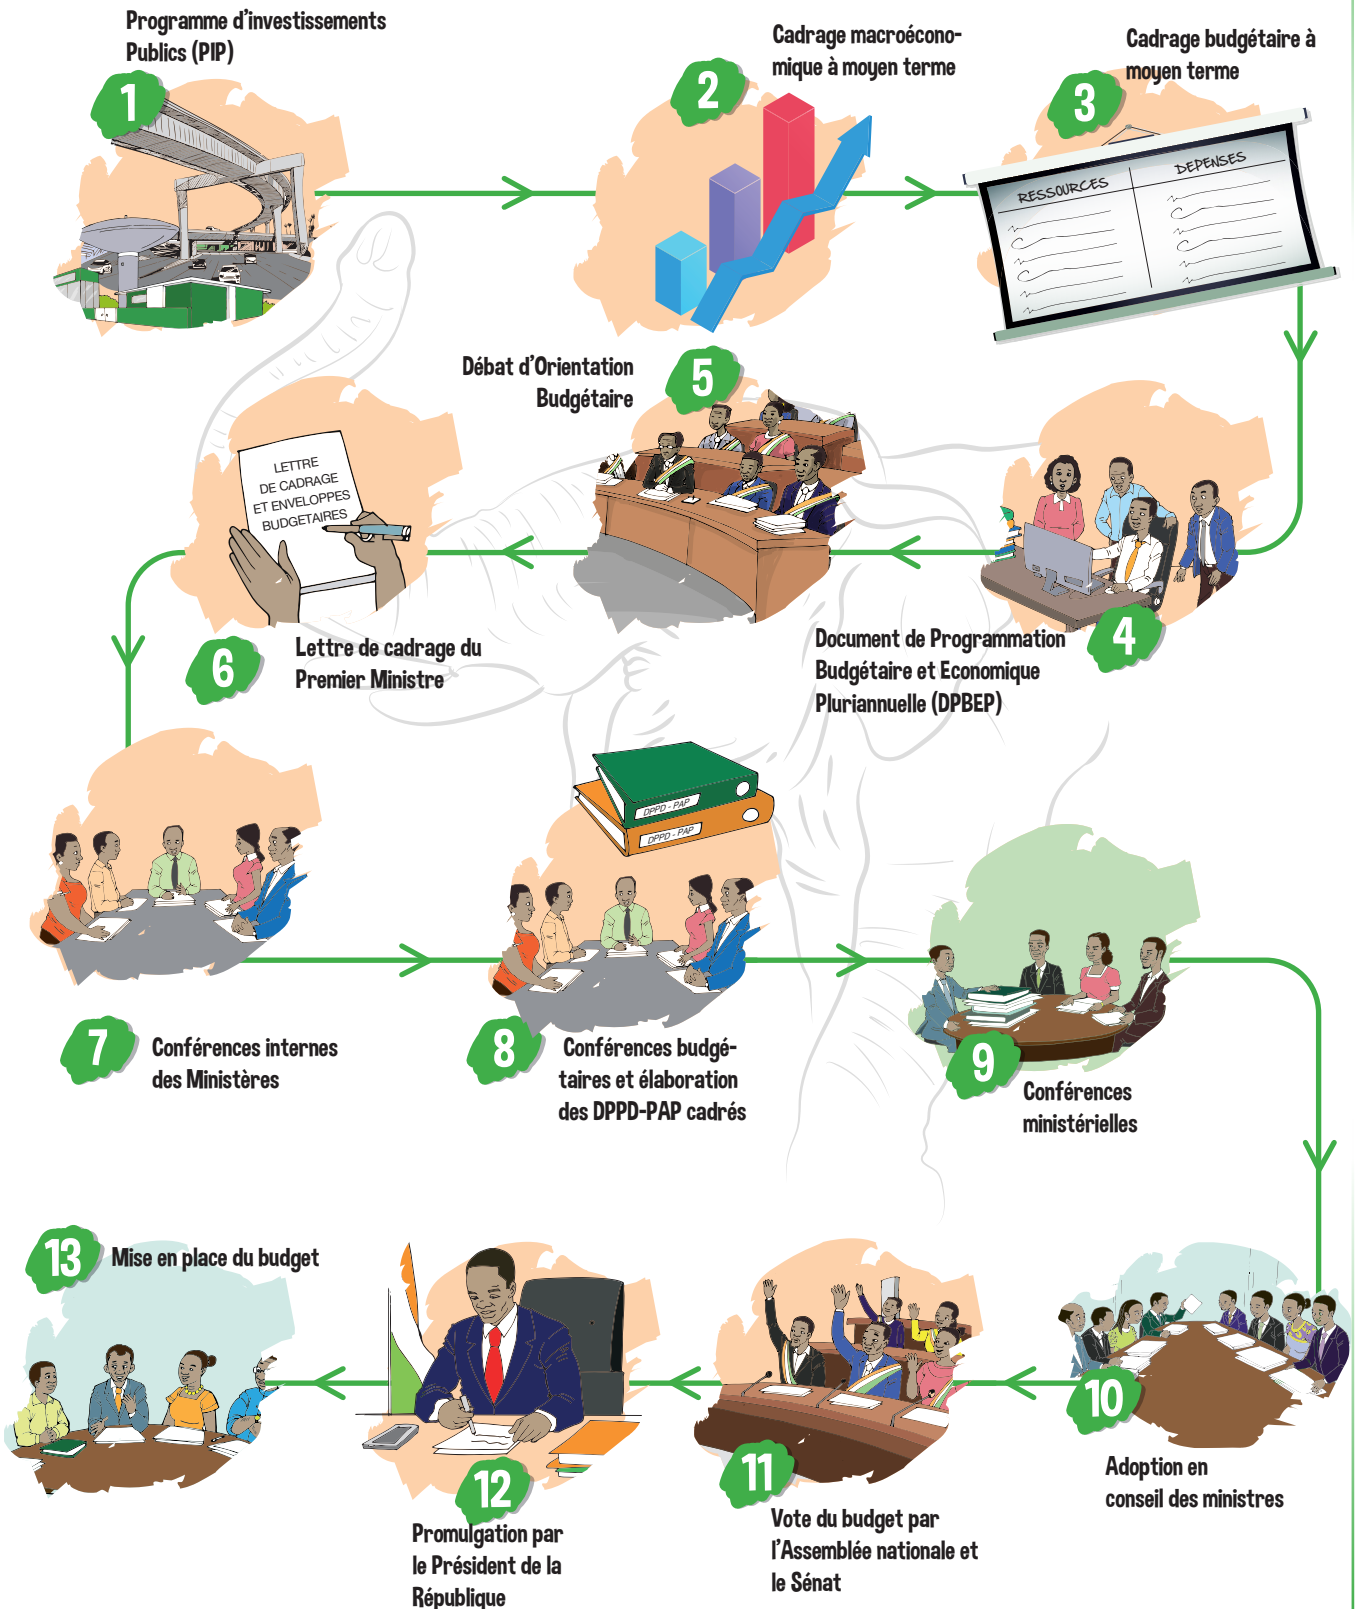 Programme d’investissements
Publics (PIP)
1
Cadrage macroécono-
mique à moyen terme
2
Cadrage budgétaire à
moyen terme
3
RESSOURCES
DEPENSES
Document de Programmation
Budgétaire et Economique
Pluriannuelle (DPBEP)
4
Débat d’Orientation
Budgétaire
5
LETTRE
DE CADRAGE
ET ENVELOPPES
BUDGETAIRES
6
Lettre de cadrage du
Premier Ministre
7
Conférences internes
des Ministères
DPPD - PAP
DPPD - PAP
8
Conférences budgé-
taires et élaboration
des DPPD-PAP cadrés
9
Conférences
ministérielles
10
Adoption en
conseil des ministres
11
Vote du budget par
l’Assemblée nationale et
le Sénat
12
Promulgation par
le Président de la
République
13
Mise en place du budget